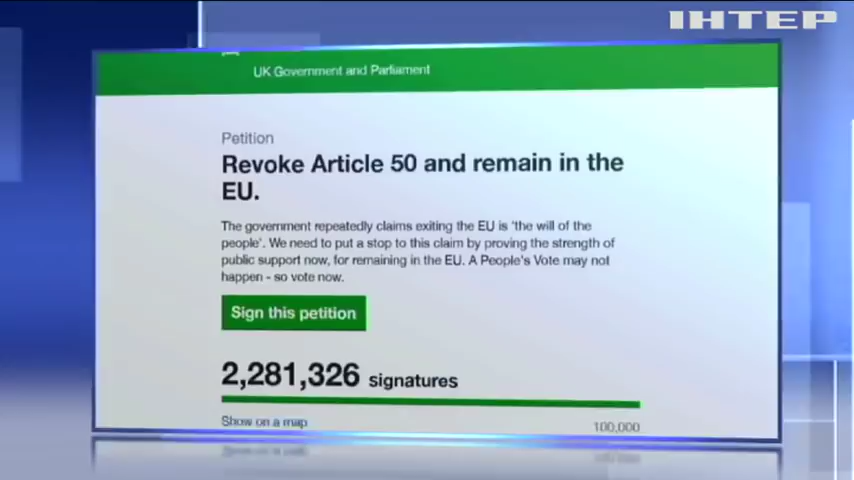 ІНТЕР
UK Government and Parliament
Petition
Revoke Article 50 and remain in the
EU.
The government repeatedly claims exiting the EU is 'the will of the
people'. We need to put a stop to this claim by proving the strength of
public support now, for remaining in the EU. A People's Vote may not
happen - so vote now.
Sign this petition
2,281,326 signatures
Show on a map
100,000